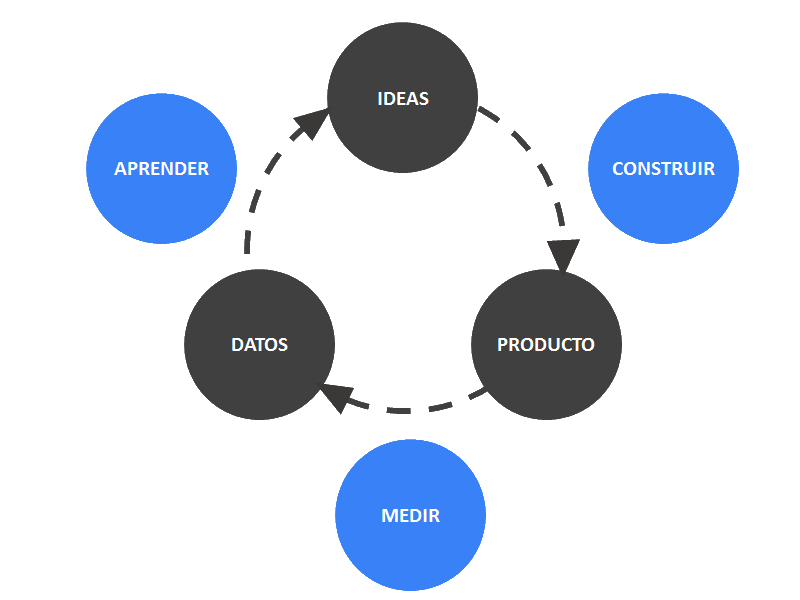 IDEAS
APRENDER
CONSTRUIR
DATOS
PRODUCTO
MEDIR